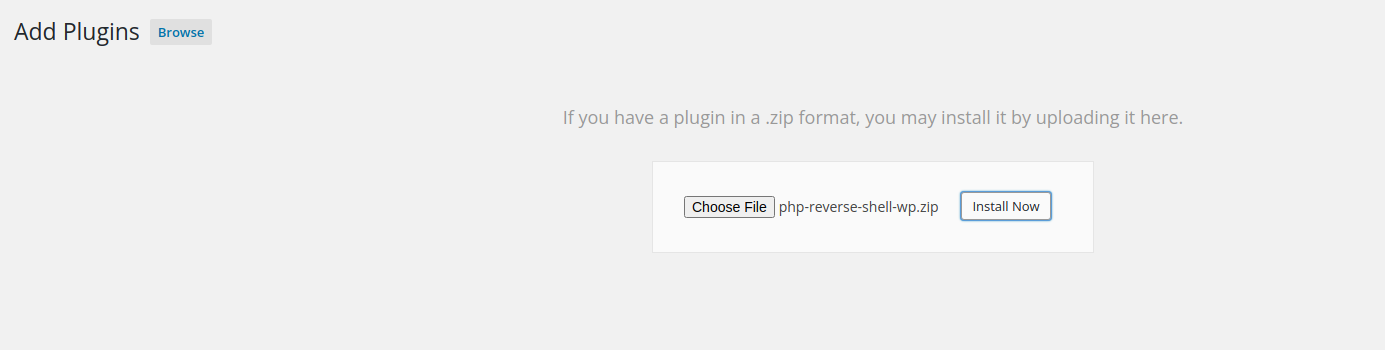 Add Plugins Browse
If you have a plugin in a .zip format, you may install it by uploading it here.
Choose File php-reverse-shell-wp.zip Install Now